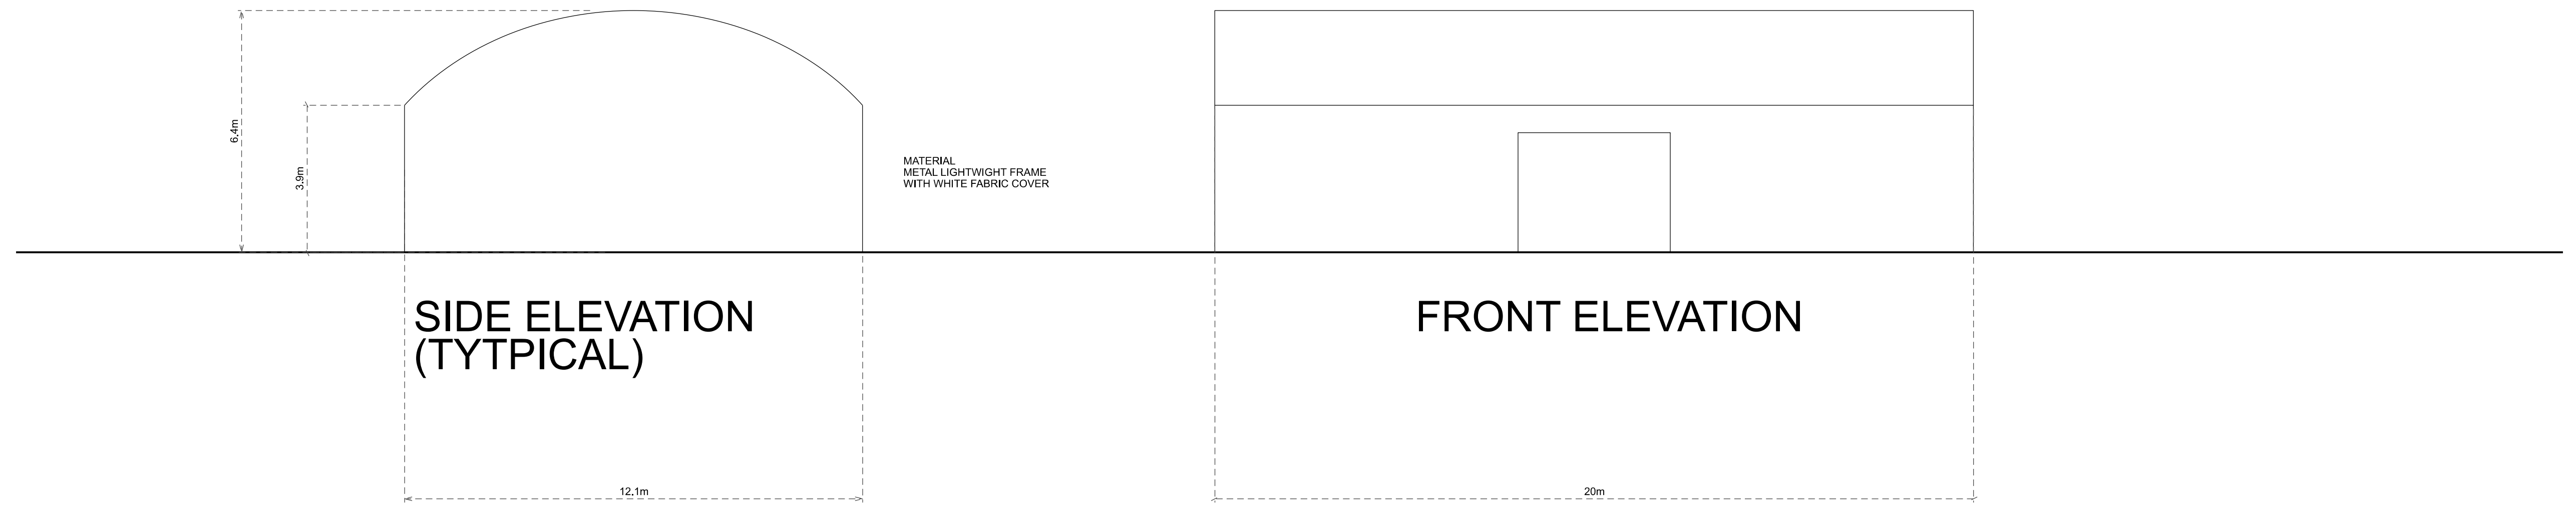 6.4m
3.9m
MATERIAL
METAL LIGHTWIGHT FRAME
WITH WHITE FABRIC COVER
SIDE ELEVATION
(TYTPICAL)
FRONT ELEVATION
12.1m
20m